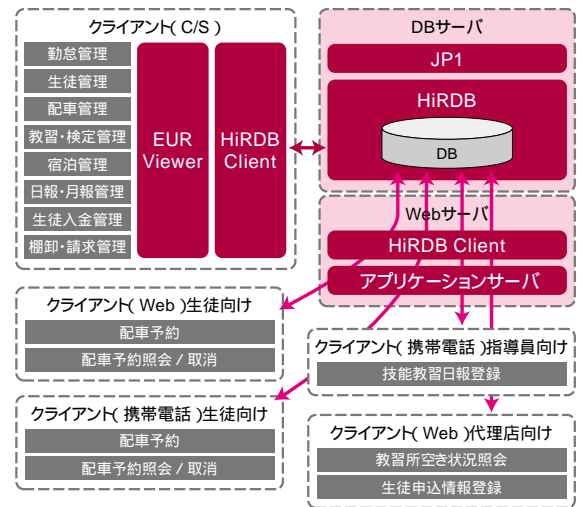 クライアント( C/S )
勤怠管理
生徒管理
配車管理
教習・検定管理
宿泊管理
日報・月報管理
生徒入金管理
棚卸・請求管理
EUR
Viewer
HiRDB
Client
DBサーバ
JP1
HiRDB
DB
Webサーバ
HiRDB Client
アプリケーションサーバ
クライアント( Web )生徒向け
配車予約
配車予約照会 / 取消
クライアント( 携帯電話 )生徒向け
配車予約
配車予約照会 / 取消
クライアント( 携帯電話 )指導員向け
技能教習日報登録
クライアント( Web )代理店向け
教習所空き状況照会
生徒申込情報登録